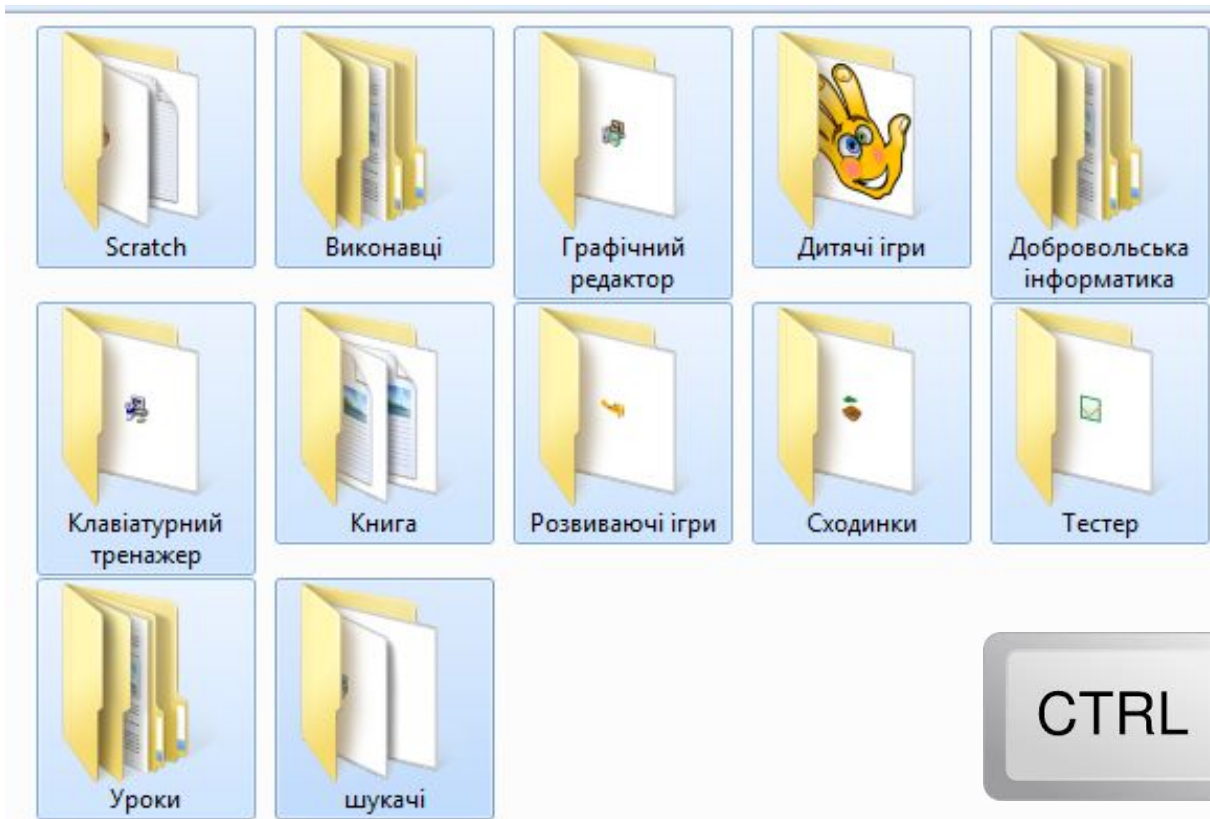 Scratch
Виконавці
Графічний
редактор
Дитячі ігри
Добровольська
інформатика
Клавіатурний
тренажер
Книга
Розвиваючі ігри
Сходинки
Тестер
Уроки
шукачі
CTRL